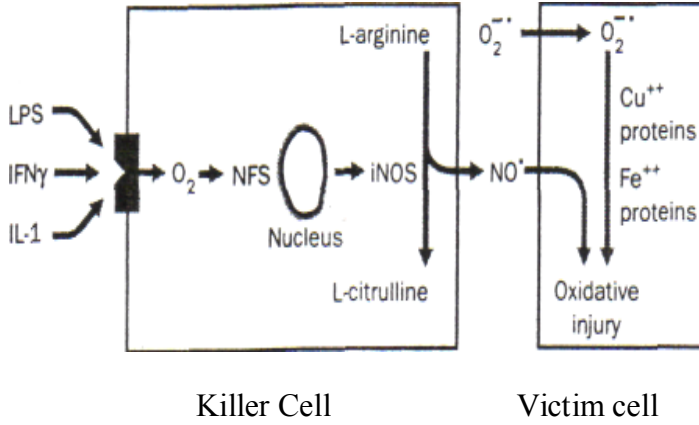 L-arginine
O₂⁻˙
O₂⁻˙
LPS
IFNγ
IL-1
O₂
NFS
Nucleus
iNOS
NO˙
Cu⁺⁺
proteins
Fe⁺⁺
proteins
L-citrulline
Oxidative
injury
Killer Cell
Victim cell